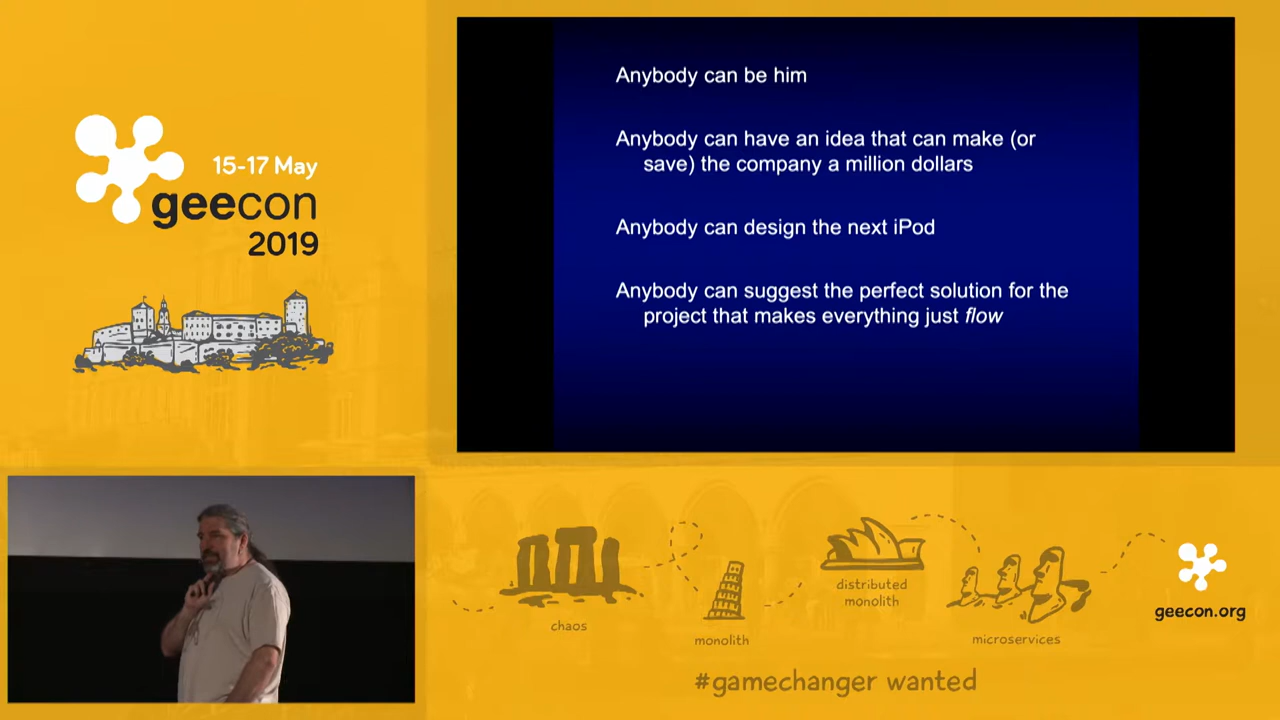 15-17 May
geecon
2019
Anybody can be him
Anybody can have an idea that can make (or
save) the company a million dollars
Anybody can design the next iPod
Anybody can suggest the perfect solution for the
project that makes everything just flow
chaos
monolith
distributed
monolith
microservices
geecon.org
#gamechanger wanted